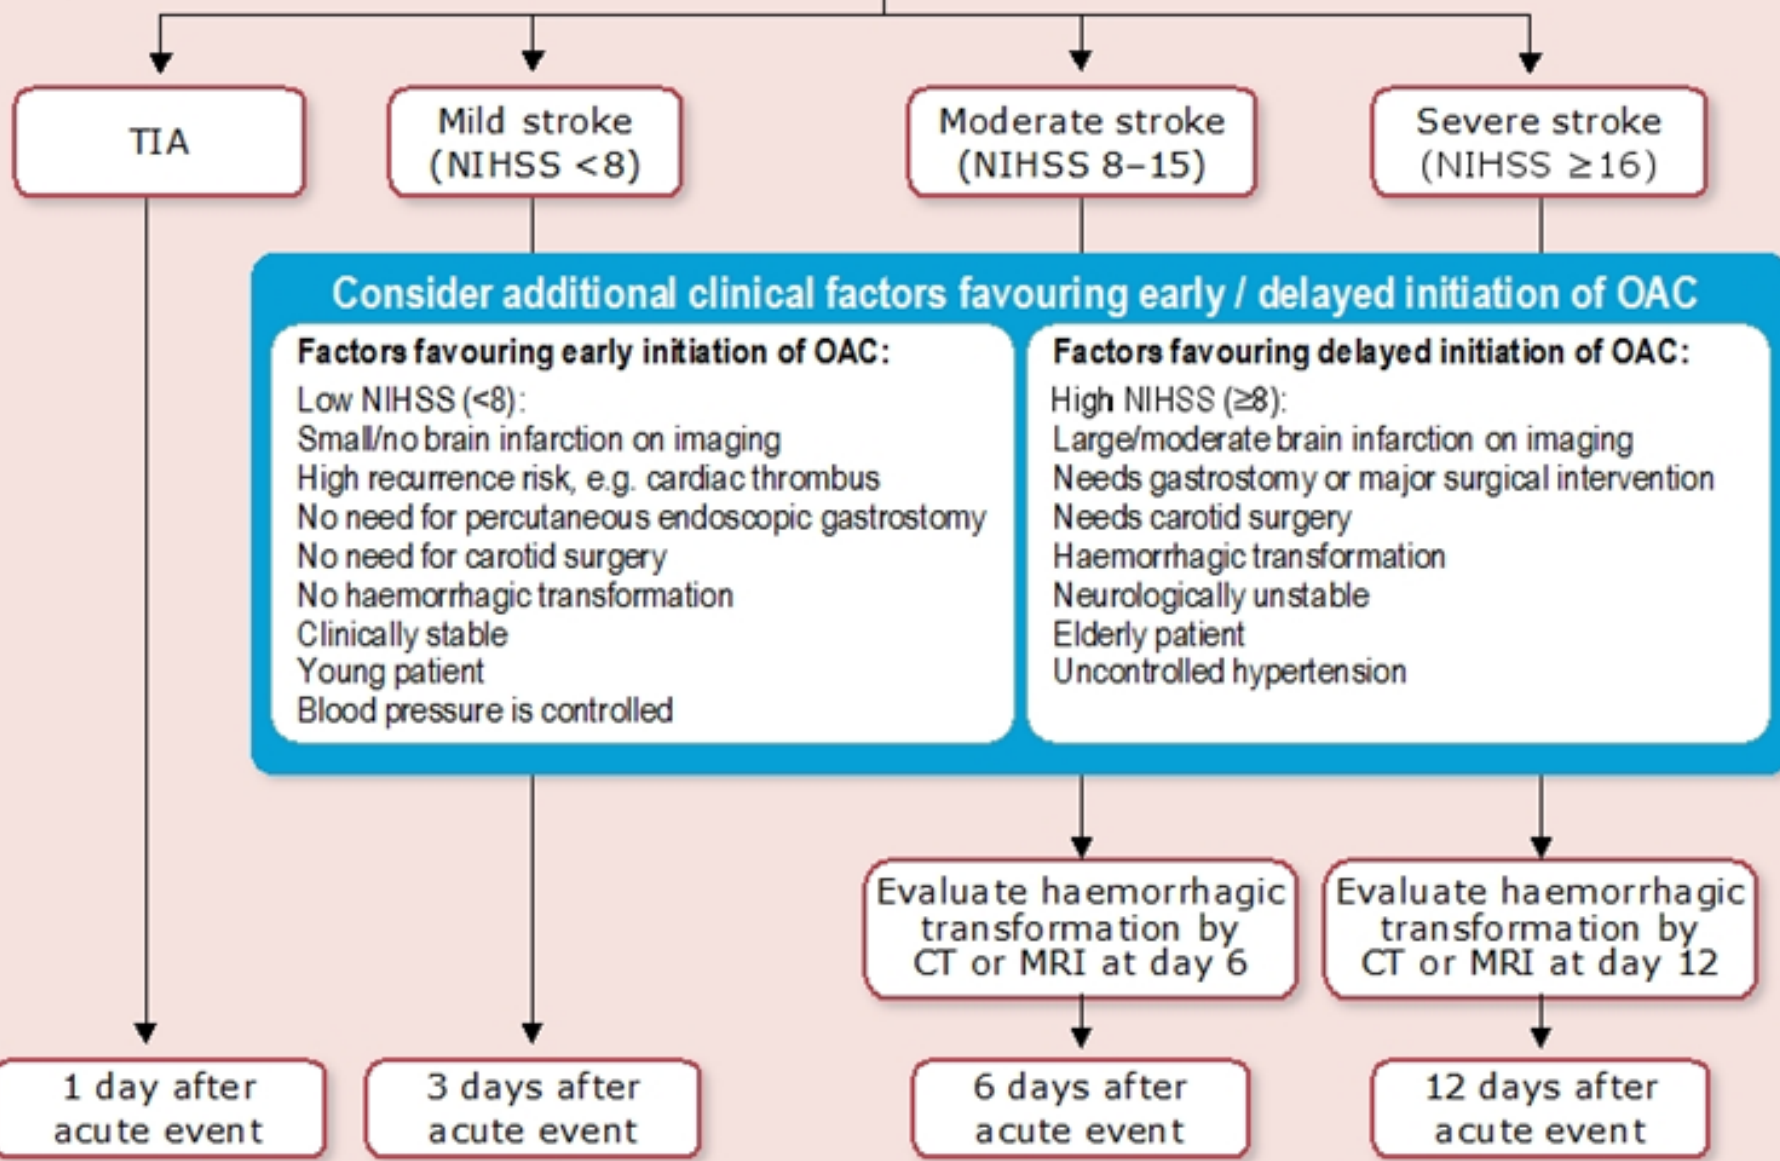 TIA
Mild stroke
(NIHSS <8)
Moderate stroke
(NIHSS 8–15)
Severe stroke
(NIHSS ≥16)
Consider additional clinical factors favouring early / delayed initiation of OAC
Factors favouring early initiation of OAC:
Low NIHSS (<8):
Small/no brain infarction on imaging
High recurrence risk, e.g. cardiac thrombus
No need for percutaneous endoscopic gastrostomy
No need for carotid surgery
No haemorrhagic transformation
Clinically stable
Young patient
Blood pressure is controlled
Factors favouring delayed initiation of OAC:
High NIHSS (≥8):
Large/moderate brain infarction on imaging
Needs gastrostomy or major surgical intervention
Needs carotid surgery
Haemorrhagic transformation
Neurologically unstable
Elderly patient
Uncontrolled hypertension
Evaluate haemorrhagic
transformation by
CT or MRI at day 6
Evaluate haemorrhagic
transformation by
CT or MRI at day 12
1 day after
acute event
3 days after
acute event
6 days after
acute event
12 days after
acute event